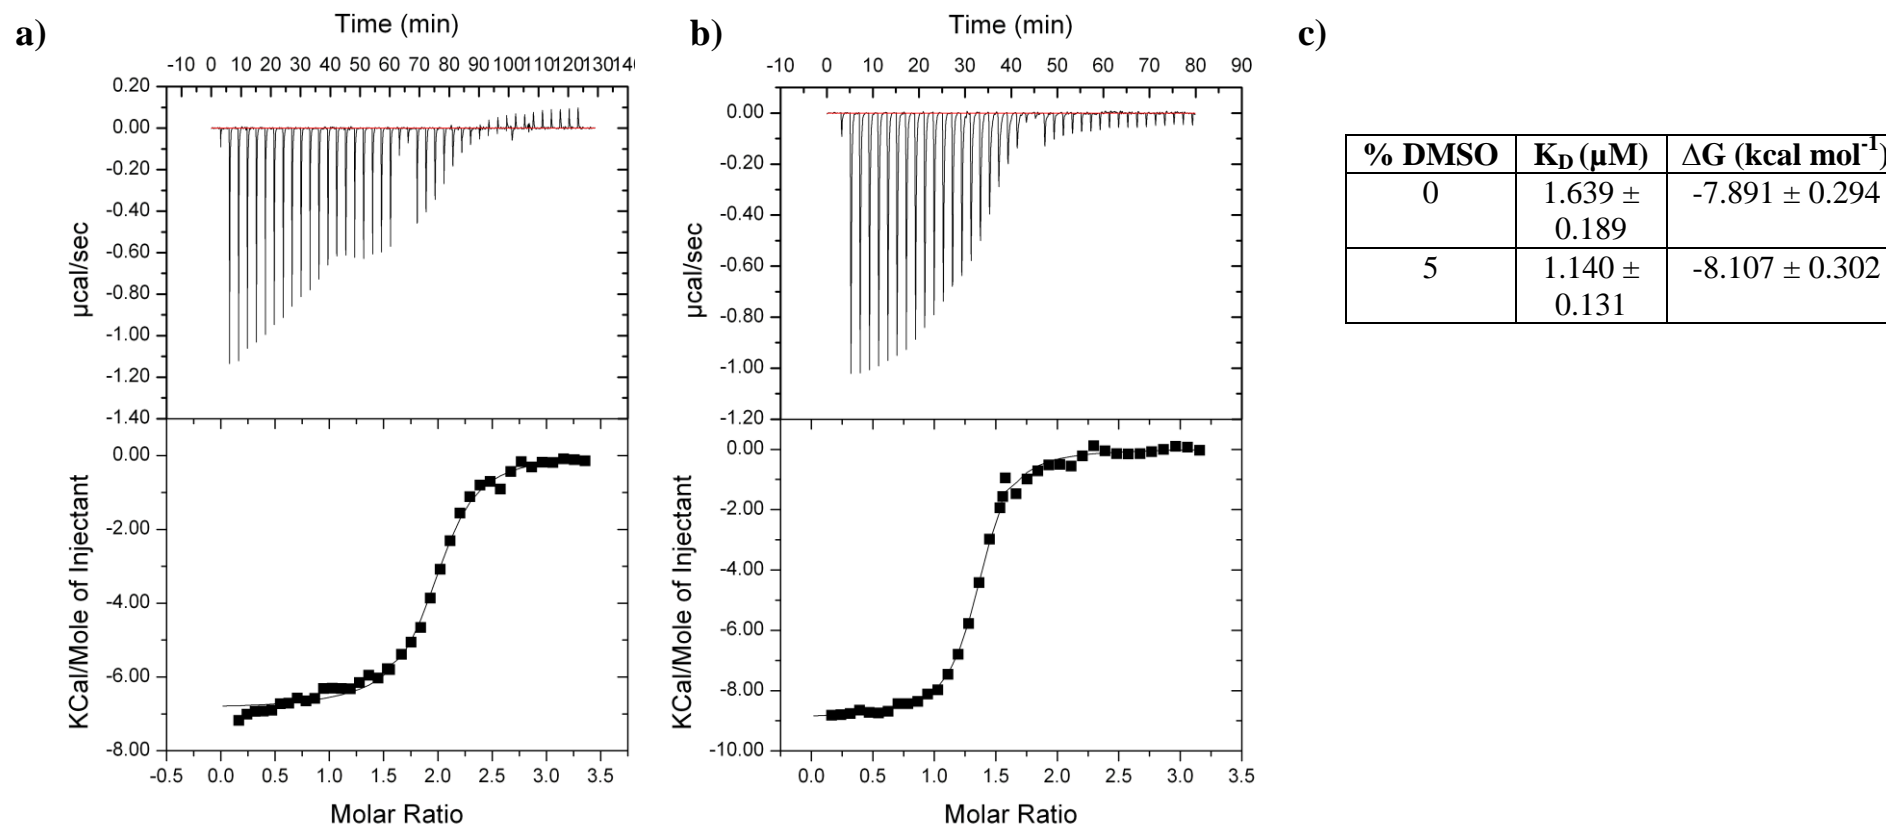 a)
Time (min)
-10 0 10 20 30 40 50 60 70 80 90 10011012013014
0.20
0.00
-0.20
-0.40
-0.60
-0.80
-1.00
-1.20
-1.40
µcal/sec
0.00
-2.00
-4.00
-6.00
-8.00
KCal/Mole of Injectant
-0.5 0.0 0.5 1.0 1.5 2.0 2.5 3.0 3.5
Molar Ratio
b)
Time (min)
-10 0 10 20 30 40 50 60 70 80 90
0.00
-0.20
-0.40
-0.60
-0.80
-1.00
-1.20
µcal/sec
0.00
-2.00
-4.00
-6.00
-8.00
-10.00
KCal/Mole of Injectant
0.0 0.5 1.0 1.5 2.0 2.5 3.0 3.5
Molar Ratio
c)
% DMSO K_D (µM) ΔG (kcal mol⁻¹)
0 1.639 ± -7.891 ± 0.294
0.189
5 1.140 ± -8.107 ± 0.302
0.131